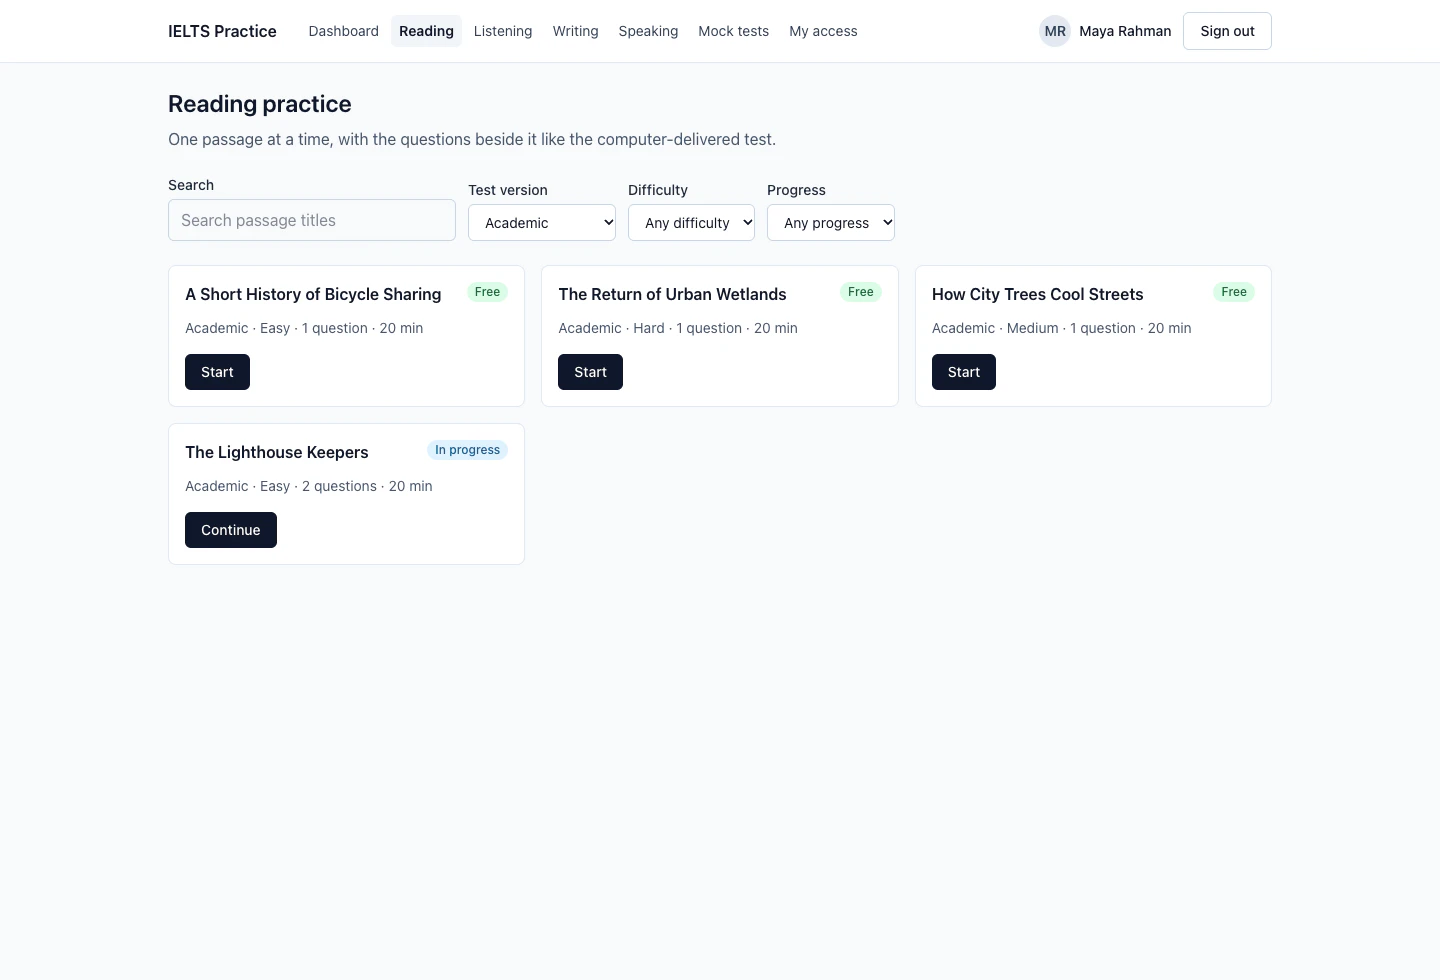 IELTS Practice
Dashboard
Reading
Listening
Writing
Speaking
Mock tests
My access
MR
Maya Rahman
Sign out
Reading practice
One passage at a time, with the questions beside it like the computer-delivered test.
Search
Search passage titles
Test version
Academic
Difficulty
Any difficulty
Progress
Any progress
A Short History of Bicycle Sharing
Free
Academic · Easy · 1 question · 20 min
Start
The Return of Urban Wetlands
Free
Academic · Hard · 1 question · 20 min
Start
How City Trees Cool Streets
Free
Academic · Medium · 1 question · 20 min
Start
The Lighthouse Keepers
In progress
Academic · Easy · 2 questions · 20 min
Continue